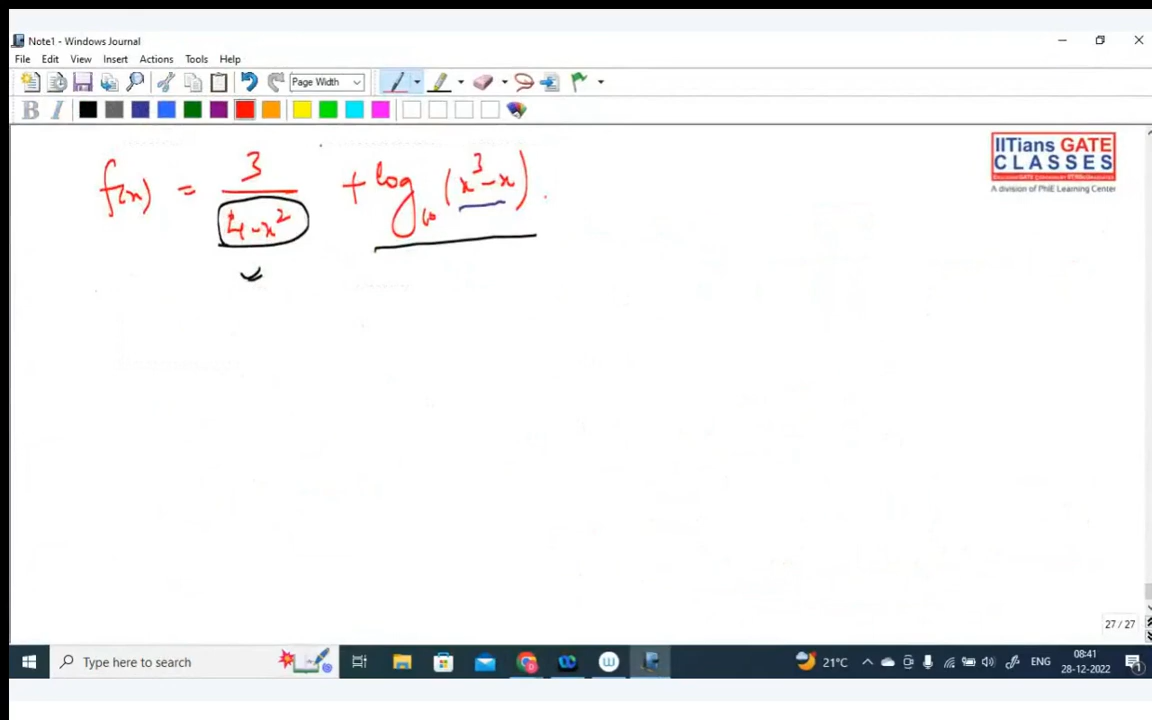 Note1 - Windows Journal
File Edit View Insert Actions Tools Help
Page Width
B I
f(x) = 3/(4-x²) + log₁₀(x³-x).
IITians GATE
CLASSES
A division of PhIE Learning Center
27 / 27
Type here to search
21°C
ENG
08:41
28-12-2022
1